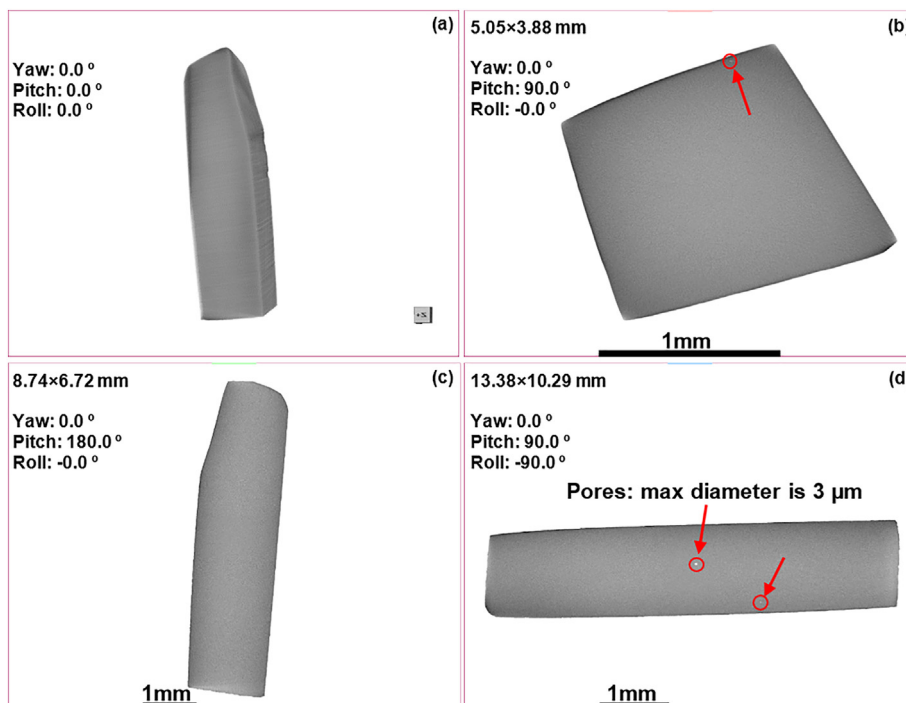 (a)
Yaw: 0.0 º
Pitch: 0.0 º
Roll: 0.0 º
5.05×3.88 mm
(b)
Yaw: 0.0 º
Pitch: 90.0 º
Roll: -0.0 º
1mm
8.74×6.72 mm
(c)
Yaw: 0.0 º
Pitch: 180.0 º
Roll: -0.0 º
1mm
13.38×10.29 mm
(d)
Yaw: 0.0 º
Pitch: 90.0 º
Roll: -90.0 º
Pores: max diameter is 3 µm
1mm